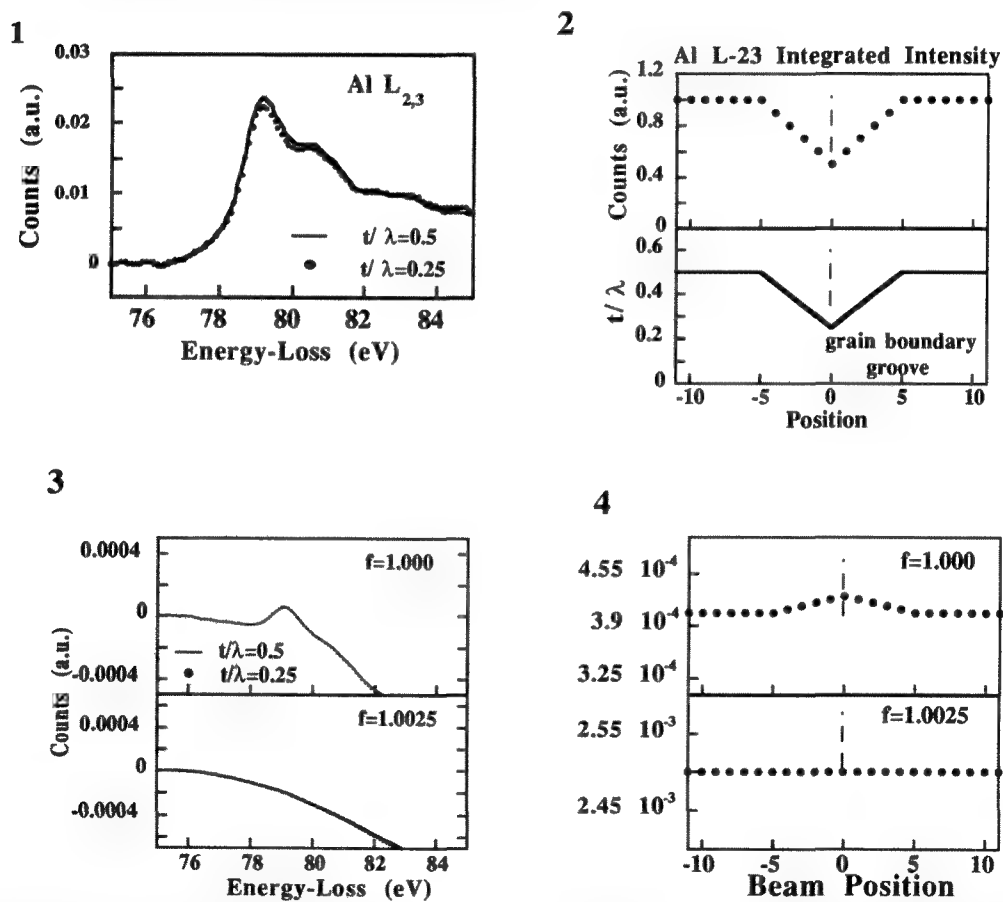 1
0.03
0.02
0.01
0
Counts (a.u.)
Al L2,3
t/ λ=0.5
t/ λ=0.25
76 78 80 82 84
Energy-Loss (eV)
2
Al L-23 Integrated Intensity
1.2
0.8
0.4
0
Counts (a.u.)
0.6
0.4
0.2
0
t/λ
grain boundary
groove
-10 -5 0 5 10
Position
3
0.0004
0
-0.0004
f=1.000
t/λ=0.5
t/λ=0.25
Counts (a.u.)
0.0004
0
-0.0004
f=1.0025
76 78 80 82 84
Energy-Loss (eV)
4
4.55 10-4
3.9 10-4
3.25 10-4
f=1.000
2.55 10-3
2.45 10-3
f=1.0025
-10 -5 0 5 10
Beam Position